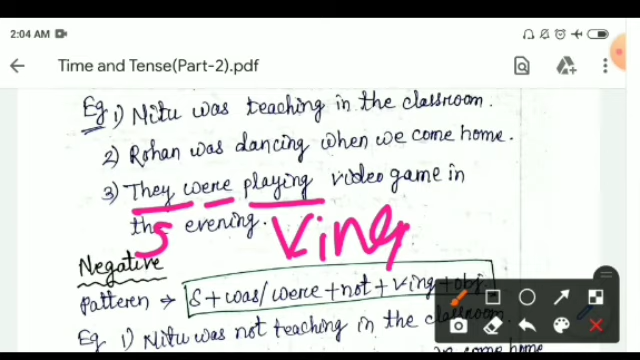 2:04 AM
Time and Tense(Part-2).pdf
Eg 1) Nitu was teaching in the classroom.
2) Rohan was dancing when we come home.
3) They were playing video game in
the evening.
S Ving
Negative
Pattern → S + was/were + not + Ving + obj
Eg 1) Nitu was not teaching in the classroom.
come home